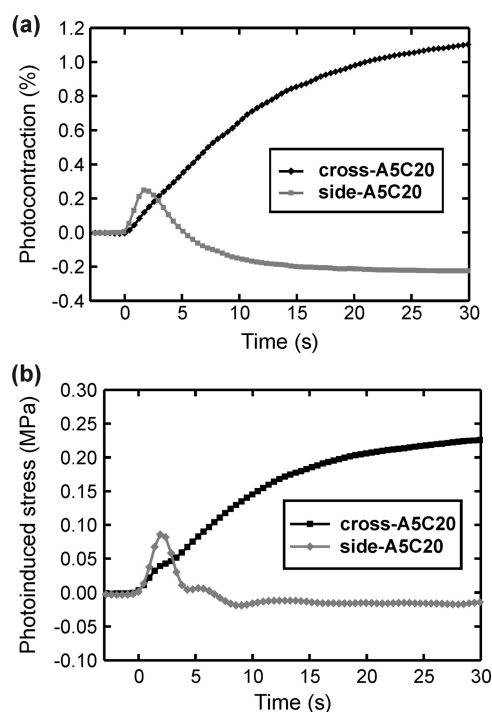 (a)
1.2
1.0
0.8
0.6
0.4
0.2
0.0
-0.2
-0.4
Photocontraction (%)
cross-A5C20
side-A5C20
0 5 10 15 20 25 30
Time (s)
(b)
0.30
0.25
0.20
0.15
0.10
0.05
0.00
-0.05
-0.10
Photoinduced stress (MPa)
cross-A5C20
side-A5C20
0 5 10 15 20 25 30
Time (s)